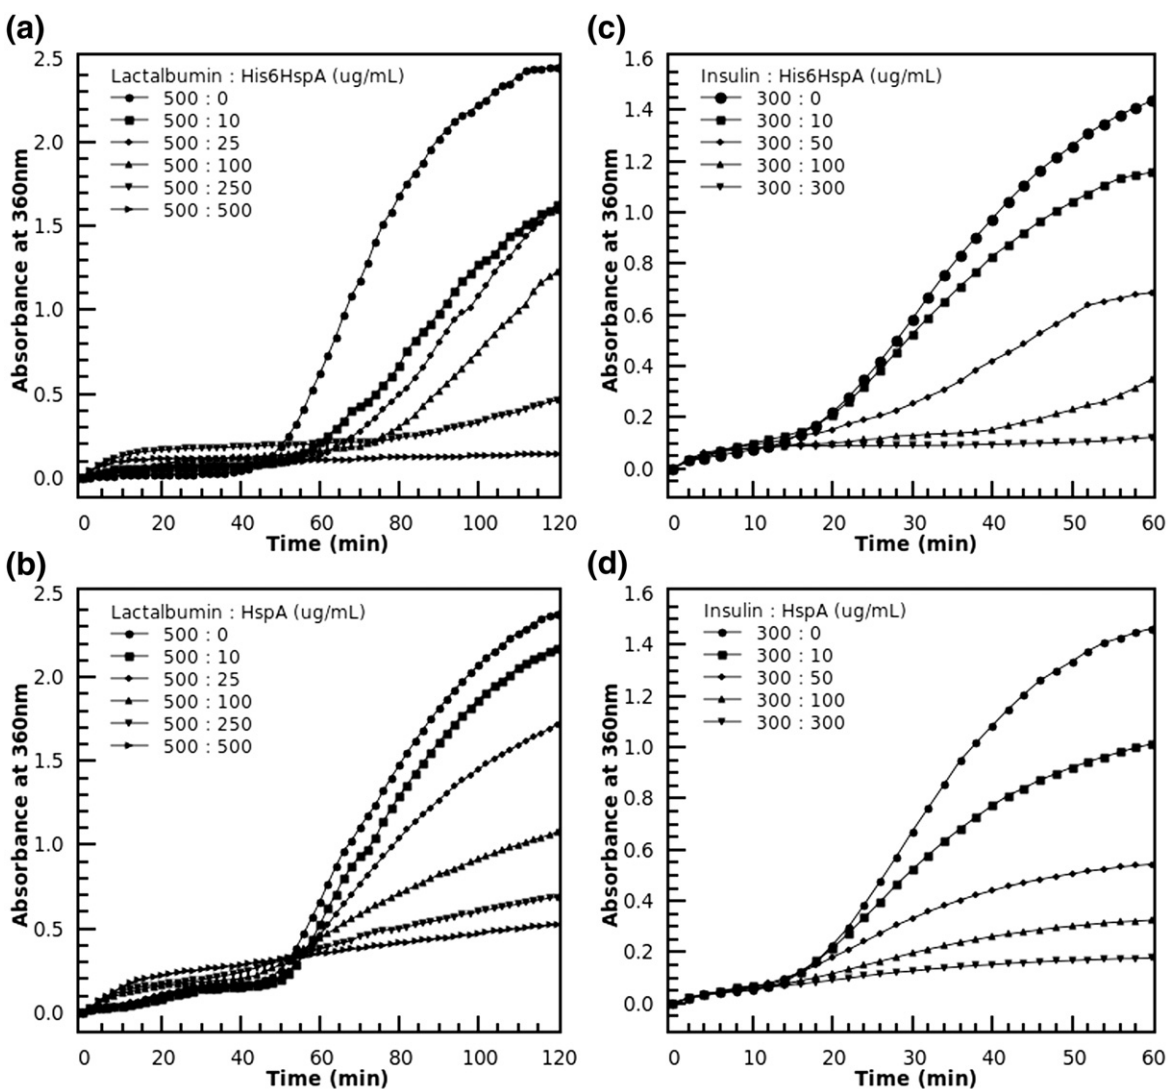 (a)
Lactalbumin : His6HspA (ug/mL)
500 : 0
500 : 10
500 : 25
500 : 100
500 : 250
500 : 500
Absorbance at 360nm
2.5
2.0
1.5
1.0
0.5
0.0
0 20 40 60 80 100 120
Time (min)
(c)
Insulin : His6HspA (ug/mL)
300 : 0
300 : 10
300 : 50
300 : 100
300 : 300
Absorbance at 360nm
1.6
1.4
1.2
1.0
0.8
0.6
0.4
0.2
0.0
0 10 20 30 40 50 60
Time (min)
(b)
Lactalbumin : HspA (ug/mL)
500 : 0
500 : 10
500 : 25
500 : 100
500 : 250
500 : 500
Absorbance at 360nm
2.5
2.0
1.5
1.0
0.5
0.0
0 20 40 60 80 100 120
Time (min)
(d)
Insulin : HspA (ug/mL)
300 : 0
300 : 10
300 : 50
300 : 100
300 : 300
Absorbance at 360nm
1.6
1.4
1.2
1.0
0.8
0.6
0.4
0.2
0.0
0 10 20 30 40 50 60
Time (min)